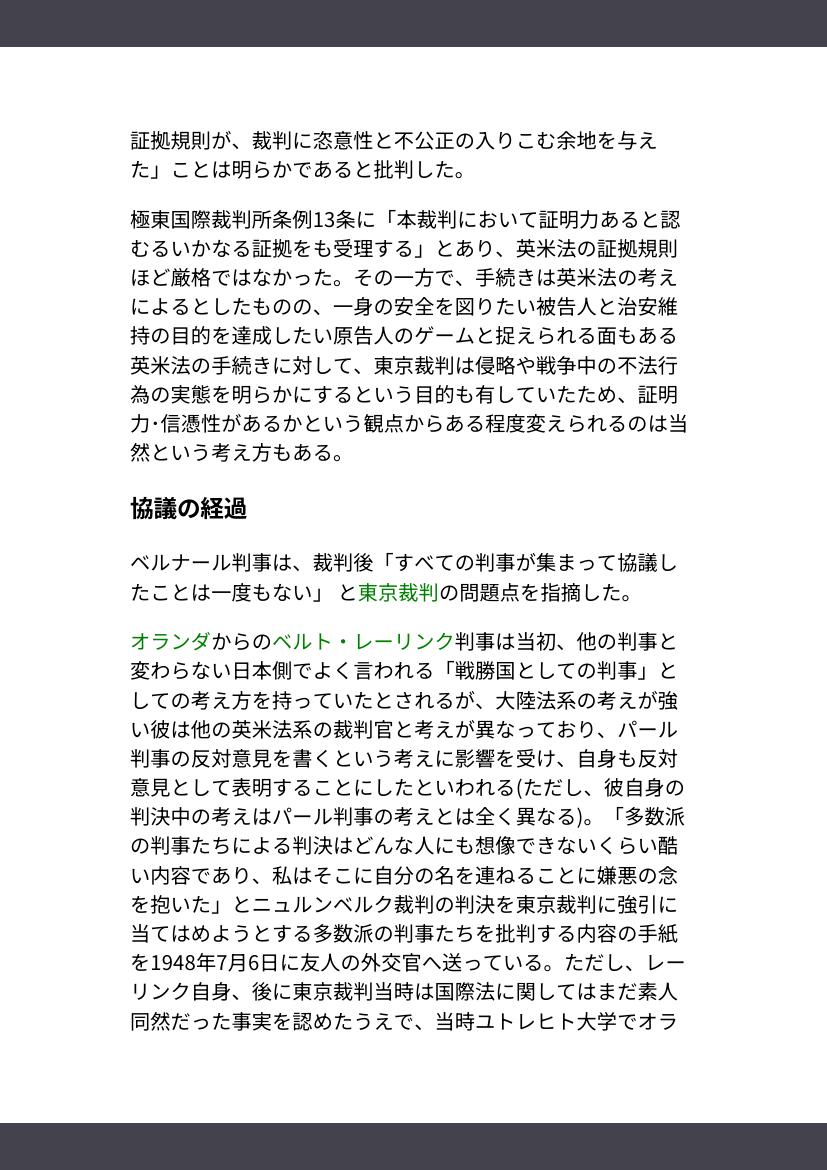 証拠規則が、裁判に恣意性と不公正の入りこむ余地を与え
た」ことは明らかであると批判した。
極東国際裁判所条例13条に「本裁判において証明力あると認
むるいかなる証拠をも受理する」とあり、英米法の証拠規則
ほど厳格ではなかった。その一方で、手続きは英米法の考え
によるとしたものの、一身の安全を図りたい被告人と治安維
持の目的を達成したい原告人のゲームと捉えられる面もある
英米法の手続きに対して、東京裁判は侵略や戦争中の不法行
為の実態を明らかにするという目的も有していたため、証明
力･信憑性があるかという観点からある程度変えられるのは当
然という考え方もある。
協議の経過
ベルナール判事は、裁判後「すべての判事が集まって協議し
たことは一度もない」 と東京裁判の問題点を指摘した。
オランダからのベルト・レーリンク判事は当初、他の判事と
変わらない日本側でよく言われる「戦勝国としての判事」と
しての考え方を持っていたとされるが、大陸法系の考えが強
い彼は他の英米法系の裁判官と考えが異なっており、パール
判事の反対意見を書くという考えに影響を受け、自身も反対
意見として表明することにしたといわれる(ただし、彼自身の
判決中の考えはパール判事の考えとは全く異なる)。「多数派
の判事たちによる判決はどんな人にも想像できないくらい酷
い内容であり、私はそこに自分の名を連ねることに嫌悪の念
を抱いた」とニュルンベルク裁判の判決を東京裁判に強引に
当てはめようとする多数派の判事たちを批判する内容の手紙
を1948年7月6日に友人の外交官へ送っている。ただし、レー
リンク自身、後に東京裁判当時は国際法に関してはまだ素人
同然だった事実を認めたうえで、当時ユトレヒト大学でオラ